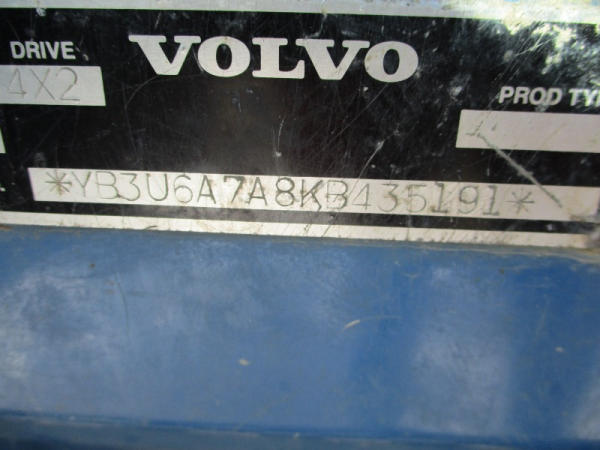 DRIVE VOLVO
4X2 PROD TY
*YB3U6A7A8KB435191*